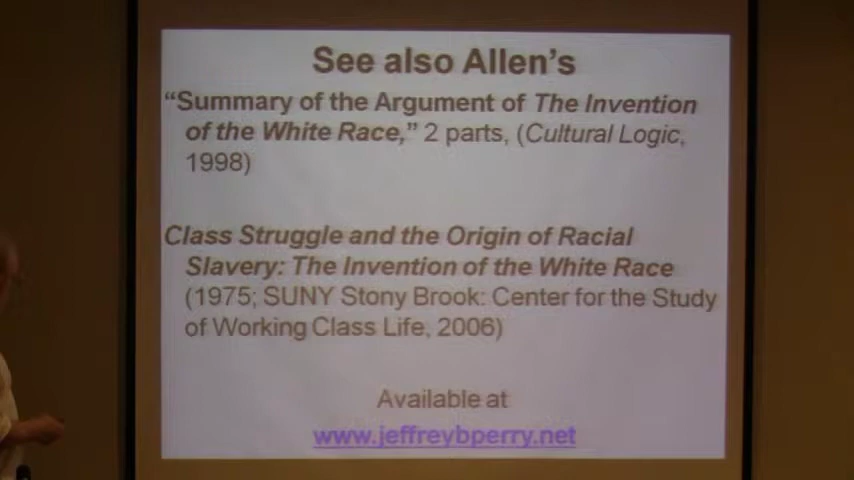 See also Allen's
“Summary of the Argument of The Invention
of the White Race,” 2 parts, (Cultural Logic,
1998)
Class Struggle and the Origin of Racial
Slavery: The Invention of the White Race
(1975; SUNY Stony Brook: Center for the Study
of Working Class Life, 2006)
Available at
www.jeffreybperry.net